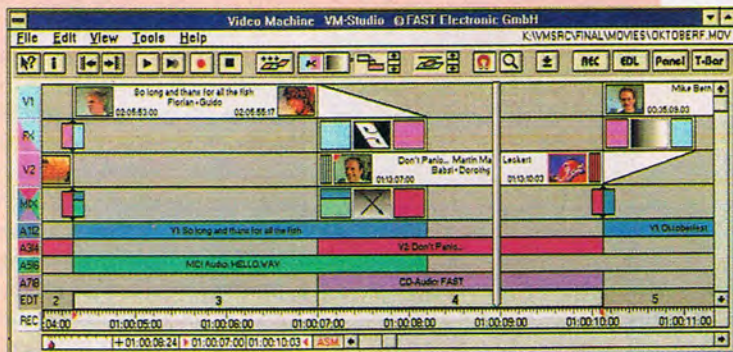 Video Machine VM-Studio © FAST Electronic GmbH
File Edit View Tools Help K:\VMSRC\FINAL\MOVIES\OKTOBERF.MOV
REC EDL Panel T-Bar
V1 So long and thanx for all the fish Mike Bern
Florian+Guido
02:05:53:00 02:05:55:17 00:35:09:03
FX
V2 Don't Panic... Martin Ma Leckert
Babsi+Dorothy
01:13:07:00 01:13:10:03
MIX
A1|2 V1: So long and thanx for all the fish V1: Oktoberfest
A3|4 V2: Don't Panic...
A5|6 MCI Audio: HELLO.WAV
A7|8 CD-Audio: FAST
EDT 2 3 4 5
REC :04:00 01:00:05:00 01:00:06:00 01:00:07:00 01:00:08:00 01:00:09:00 01:00:10:00 01:00:11:00
01:00:08:24 01:00:07:00 01:00:10:03 ASM